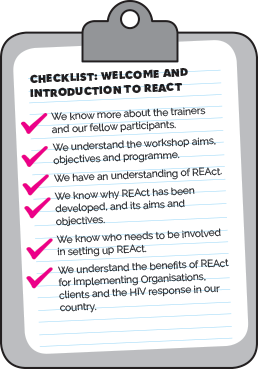 CHECKLIST: WELCOME AND
INTRODUCTION TO REACT
We know more about the trainers
and our fellow participants.
We understand the workshop aims,
objectives and programme.
We have an understanding of REAct.
We know why REAct has been
developed, and its aims and
objectives.
We know who needs to be involved
in setting up REAct.
We understand the benefits of REAct
for Implementing Organisations,
clients and the HIV response in our
country.